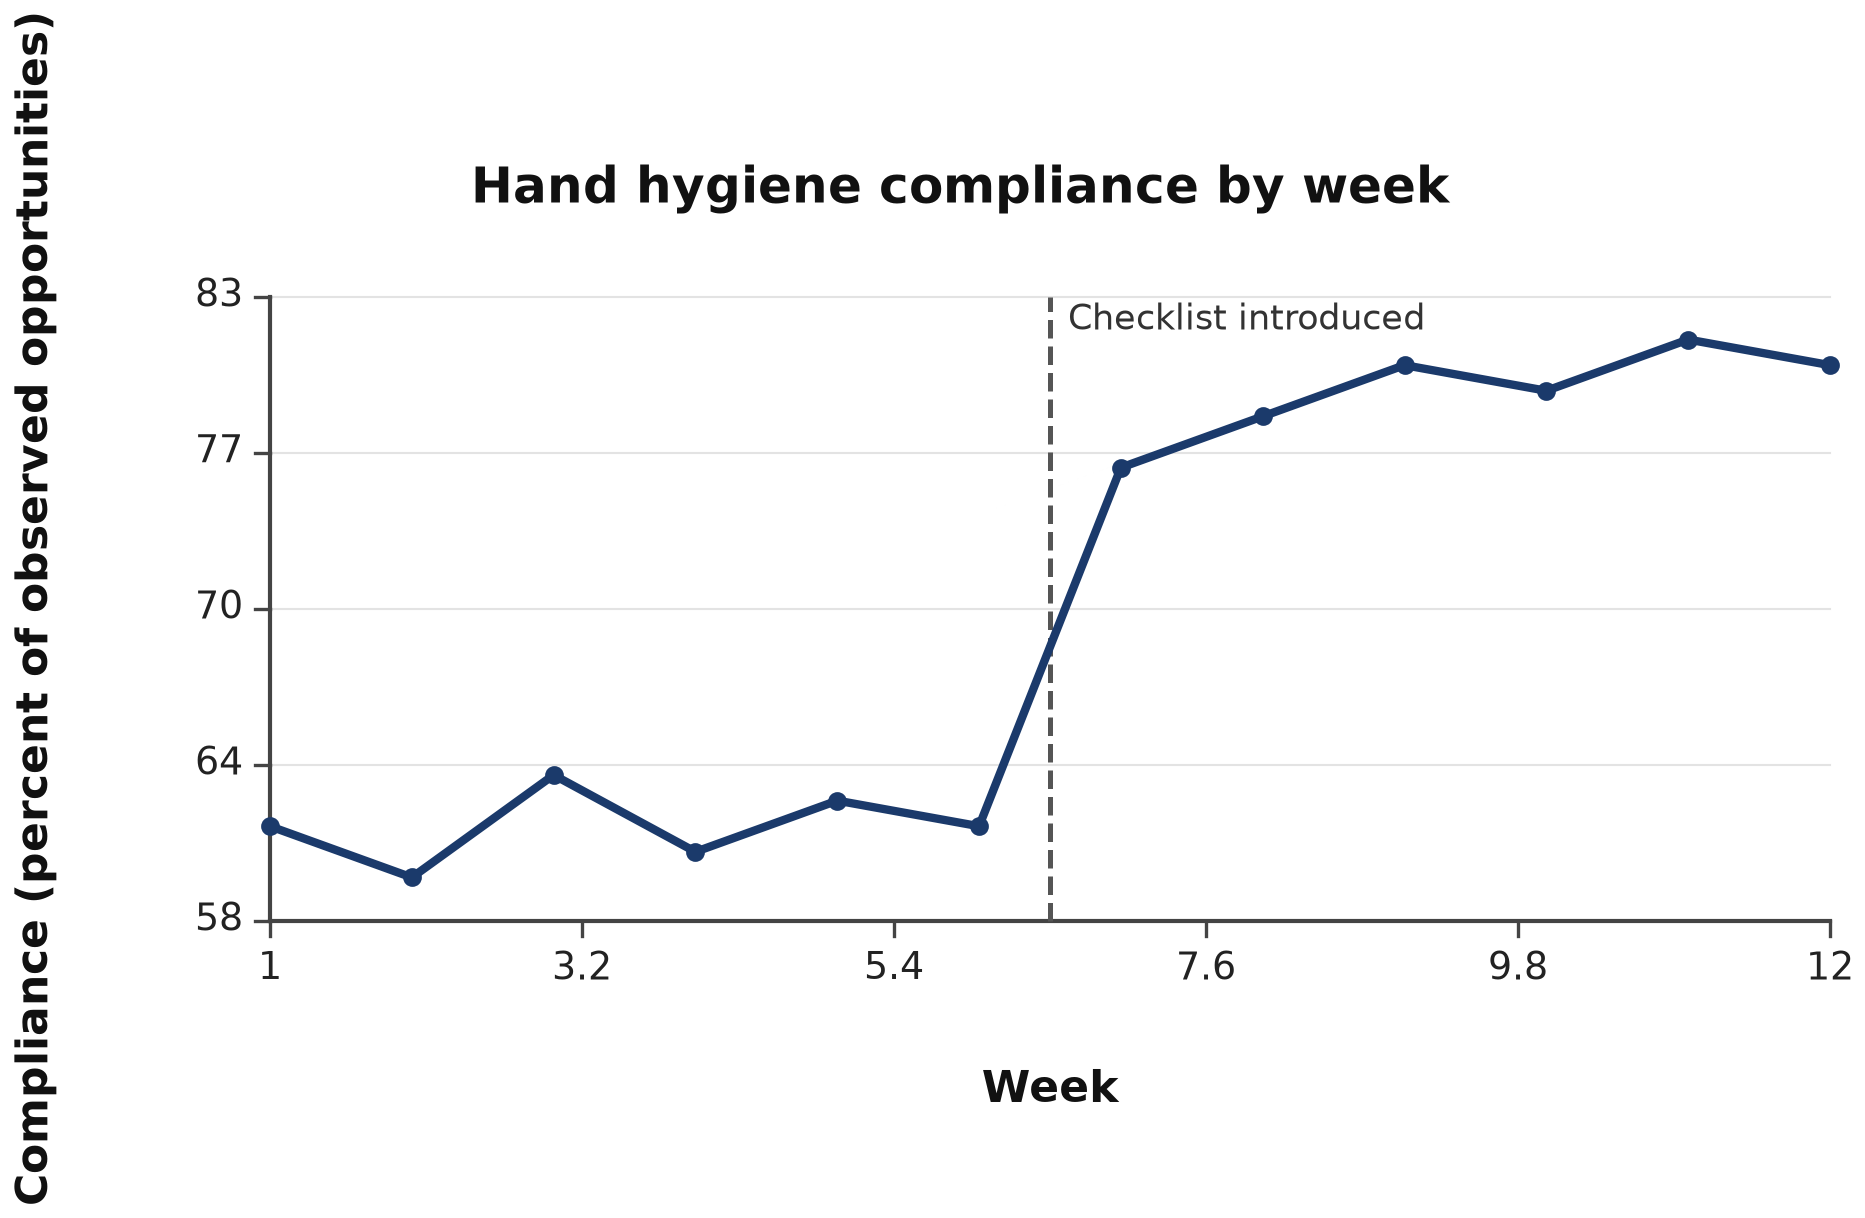 Hand hygiene compliance by week
Compliance (percent of observed opportunities)
83
77
70
64
58
Checklist introduced
1
3.2
5.4
7.6
9.8
12
Week